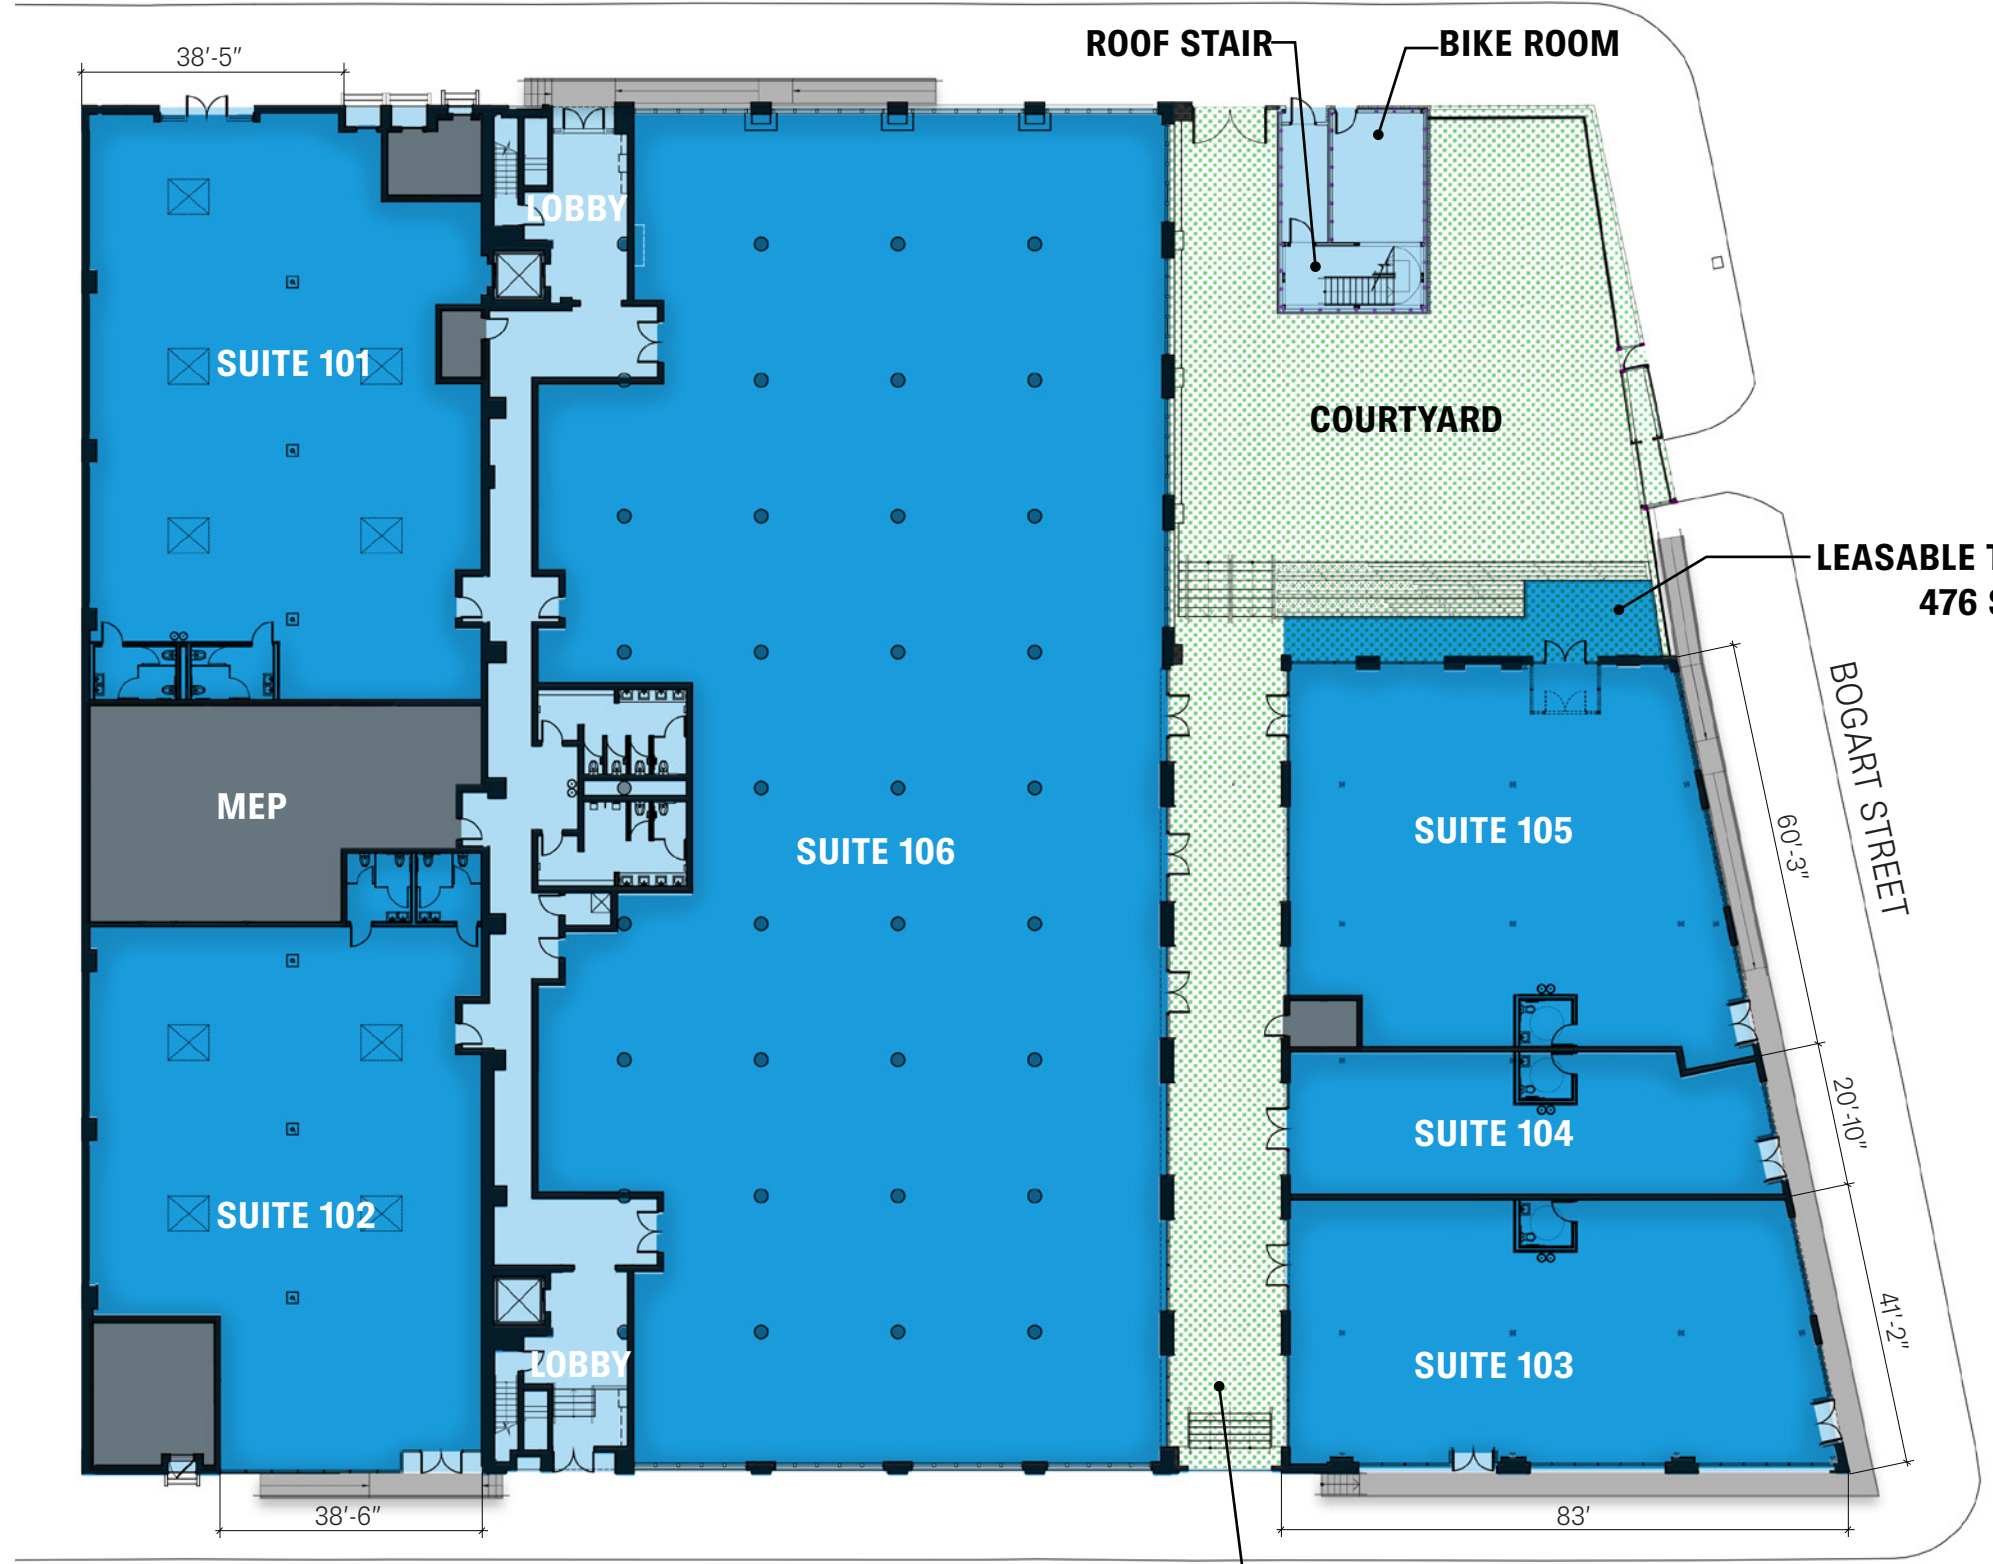 38'-5"
ROOF STAIR
BIKE ROOM
LOBBY
SUITE 101
COURTYARD
LEASABLE
476
BOGART STREET
MEP
SUITE 106
SUITE 105
60'-3"
20'-10"
SUITE 104
SUITE 102
41'-2"
LOBBY
SUITE 103
38'-6"
83'